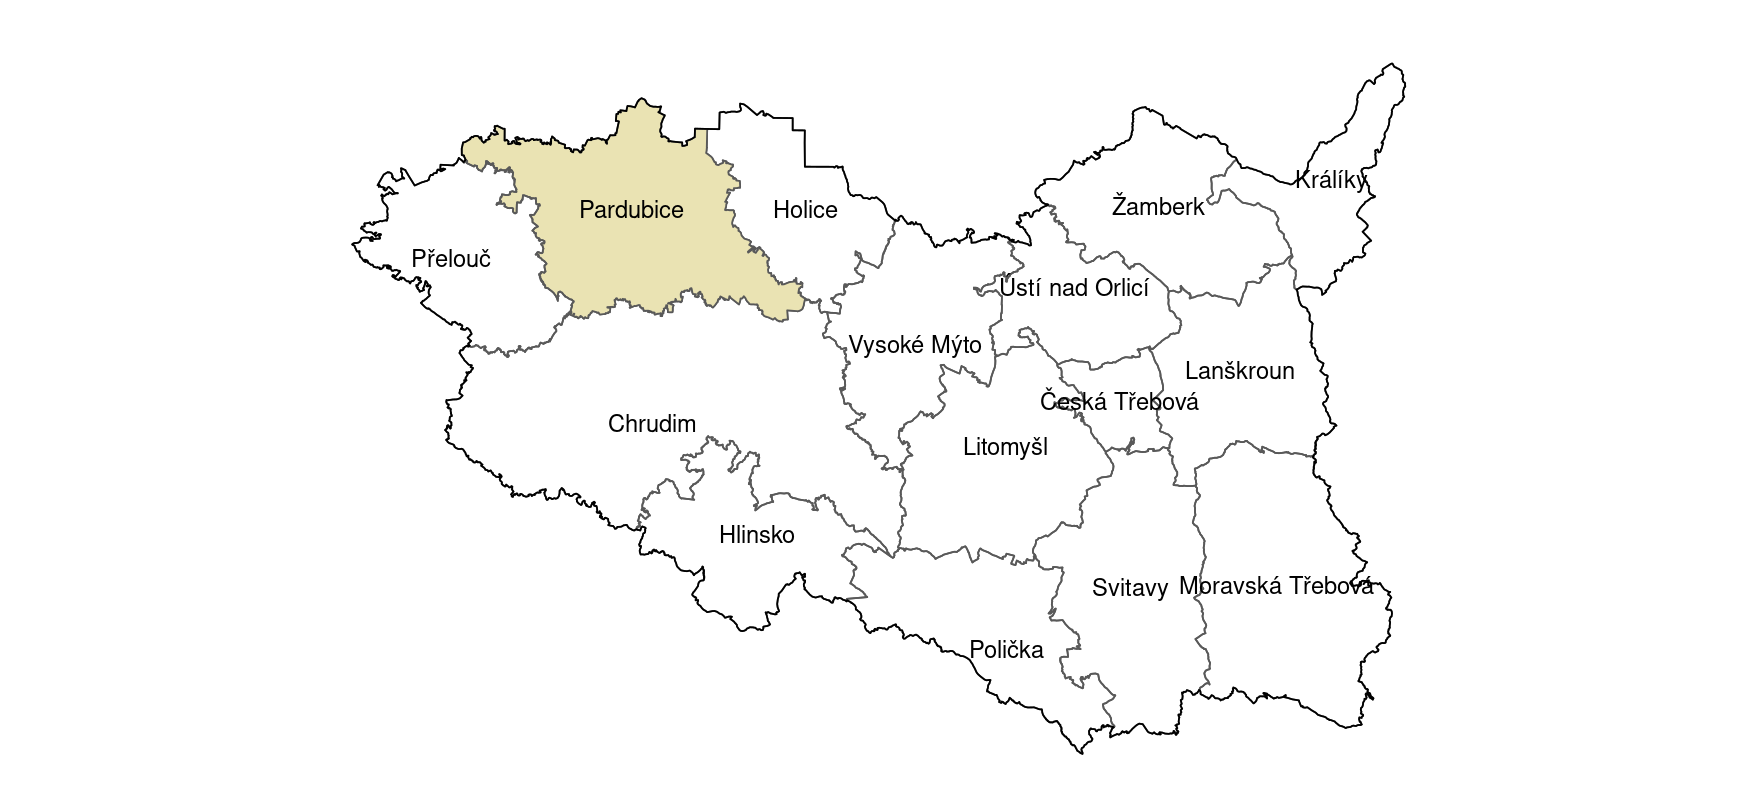 Králíky
Žamberk
Pardubice
Holice
Přelouč
Ústí nad Orlicí
Vysoké Mýto
Lanškroun
Česká Třebová
Chrudim
Litomyšl
Hlinsko
Svitavy
Moravská Třebová
Polička